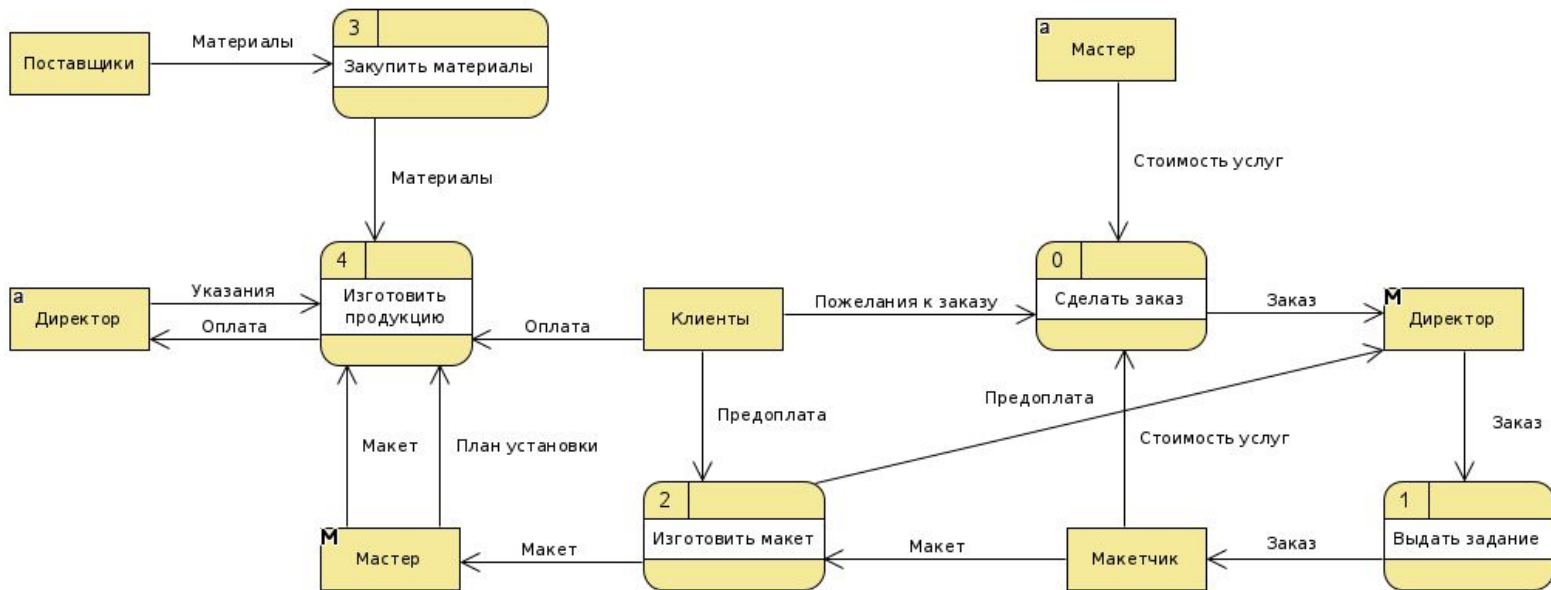 3
Материалы
Поставщики
Закупить материалы
a
Мастер
Материалы
Стоимость услуг
4
0
a
Директор
Указания
Оплата
Изготовить
продукцию
Оплата
Клиенты
Пожелания к заказу
Сделать заказ
Заказ
M
Директор
Макет
План установки
Предоплата
Предоплата
Стоимость услуг
Заказ
2
1
M
Мастер
Макет
Изготовить макет
Макет
Макетчик
Заказ
Выдать задание